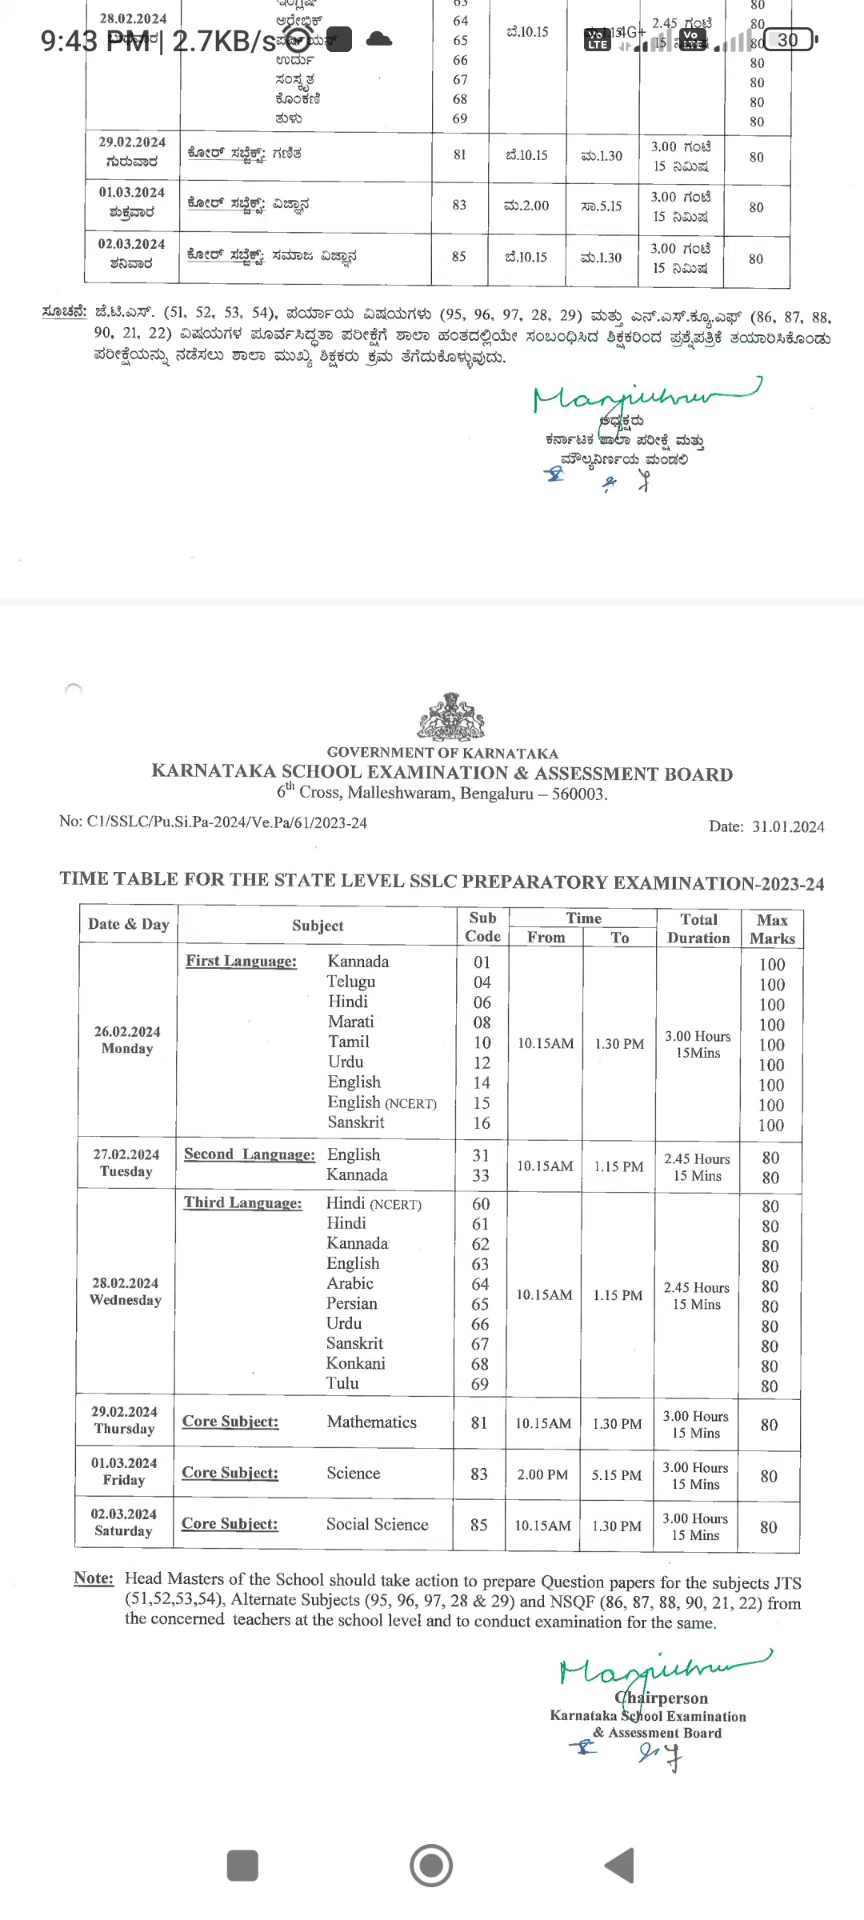 28.02.2024
ಅರೇಬಿಕ್ 64 ಬೆ.10.15 2.45 ಗಂಟೆ 80
9:43 PM | 2.7KB/s 65 4G+ Vo LTE Vo LTE 30
ಉರ್ದು 66 80
ಸಂಸ್ಕೃತ 67 80
ಕೊಂಕಣಿ 68 80
ತುಳು 69 80
29.02.2024 ಗುರುವಾರ ಕೋರ್ ಸಬ್ಜೆಕ್ಟ್: ಗಣಿತ 81 ಬೆ.10.15 ಮ.1.30 3.00 ಗಂಟೆ 15 ನಿಮಿಷ 80
01.03.2024 ಶುಕ್ರವಾರ ಕೋರ್ ಸಬ್ಜೆಕ್ಟ್: ವಿಜ್ಞಾನ 83 ಮ.2.00 ಸಾ.5.15 3.00 ಗಂಟೆ 15 ನಿಮಿಷ 80
02.03.2024 ಶನಿವಾರ ಕೋರ್ ಸಬ್ಜೆಕ್ಟ್: ಸಮಾಜ ವಿಜ್ಞಾನ 85 ಬೆ.10.15 ಮ.1.30 3.00 ಗಂಟೆ 15 ನಿಮಿಷ 80
ಸೂಚನೆ: ಜೆ.ಟಿ.ಎಸ್. (51, 52, 53, 54), ಪರ್ಯಾಯ ವಿಷಯಗಳು (95, 96, 97, 28, 29) ಮತ್ತು ಎನ್.ಎಸ್.ಕ್ಯೂ.ಎಫ್ (86, 87, 88,
90, 21, 22) ವಿಷಯಗಳ ಪೂರ್ವಸಿದ್ಧತಾ ಪರೀಕ್ಷೆಗೆ ಶಾಲಾ ಹಂತದಲ್ಲಿಯೇ ಸಂಬಂಧಿಸಿದ ಶಿಕ್ಷಕರಿಂದ ಪ್ರಶ್ನೆಪತ್ರಿಕೆ ತಯಾರಿಸಿಕೊಂಡು
ಪರೀಕ್ಷೆಯನ್ನು ನಡೆಸಲು ಶಾಲಾ ಮುಖ್ಯ ಶಿಕ್ಷಕರು ಕ್ರಮ ತೆಗೆದುಕೊಳ್ಳುವುದು.
ಅಧ್ಯಕ್ಷರು
ಕರ್ನಾಟಕ ಶಾಲಾ ಪರೀಕ್ಷೆ ಮತ್ತು
ಮೌಲ್ಯನಿರ್ಣಯ ಮಂಡಲಿ
GOVERNMENT OF KARNATAKA
KARNATAKA SCHOOL EXAMINATION & ASSESSMENT BOARD
6th Cross, Malleshwaram, Bengaluru – 560003.
No: C1/SSLC/Pu.Si.Pa-2024/Ve.Pa/61/2023-24 Date: 31.01.2024
TIME TABLE FOR THE STATE LEVEL SSLC PREPARATORY EXAMINATION-2023-24
Date & Day Subject Sub Code Time From To Total Duration Max Marks
First Language: Kannada 01 100
Telugu 04 100
Hindi 06 100
Marati 08 100
26.02.2024 Monday Tamil 10 10.15AM 1.30 PM 3.00 Hours 15Mins 100
Urdu 12 100
English 14 100
English (NCERT) 15 100
Sanskrit 16 100
27.02.2024 Second Language: English 31 10.15AM 1.15 PM 2.45 Hours 80
Tuesday Kannada 33 15 Mins 80
Third Language: Hindi (NCERT) 60 80
Hindi 61 80
Kannada 62 80
English 63 80
28.02.2024 Arabic 64 10.15AM 1.15 PM 2.45 Hours 80
Wednesday Persian 65 15 Mins 80
Urdu 66 80
Sanskrit 67 80
Konkani 68 80
Tulu 69 80
29.02.2024 Thursday Core Subject: Mathematics 81 10.15AM 1.30 PM 3.00 Hours 15 Mins 80
01.03.2024 Friday Core Subject: Science 83 2.00 PM 5.15 PM 3.00 Hours 15 Mins 80
02.03.2024 Saturday Core Subject: Social Science 85 10.15AM 1.30 PM 3.00 Hours 15 Mins 80
Note: Head Masters of the School should take action to prepare Question papers for the subjects JTS
(51,52,53,54), Alternate Subjects (95, 96, 97, 28 & 29) and NSQF (86, 87, 88, 90, 21, 22) from
the concerned teachers at the school level and to conduct examination for the same.
Chairperson
Karnataka School Examination
& Assessment Board